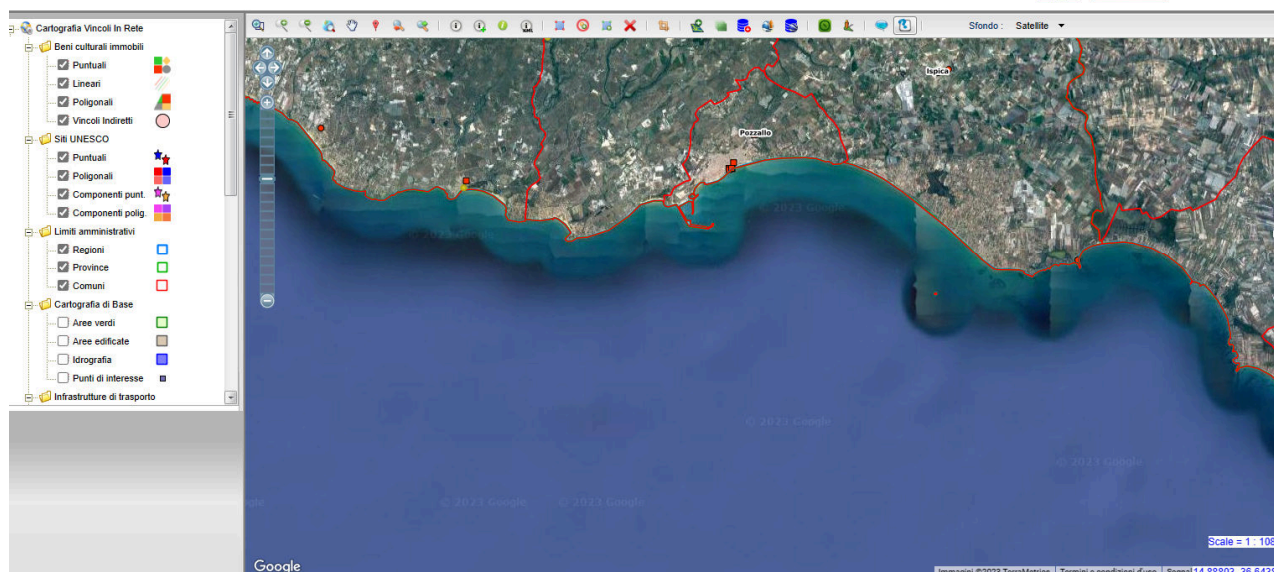 Cartografia Vincoli In Rete
Beni culturali immobili
Puntuali
Lineari
Poligonali
Vincoli Indiretti
Siti UNESCO
Puntuali
Poligonali
Componenti punt.
Componenti polig.
Limiti amministrativi
Regioni
Province
Comuni
Cartografia di Base
Aree verdi
Aree edificate
Idrografia
Punti di interesse
Infrastrutture di trasporto
Sfondo : Satellite
Ispica
Pozzallo
© 2023 Google
© 2023 Google
© 2023 Google
© 2023 Google
© 2023 Google © 2023 Google
Scale = 1 : 108
Google
Immagini ©2023 TerraMetrics Termini e condizioni d'uso